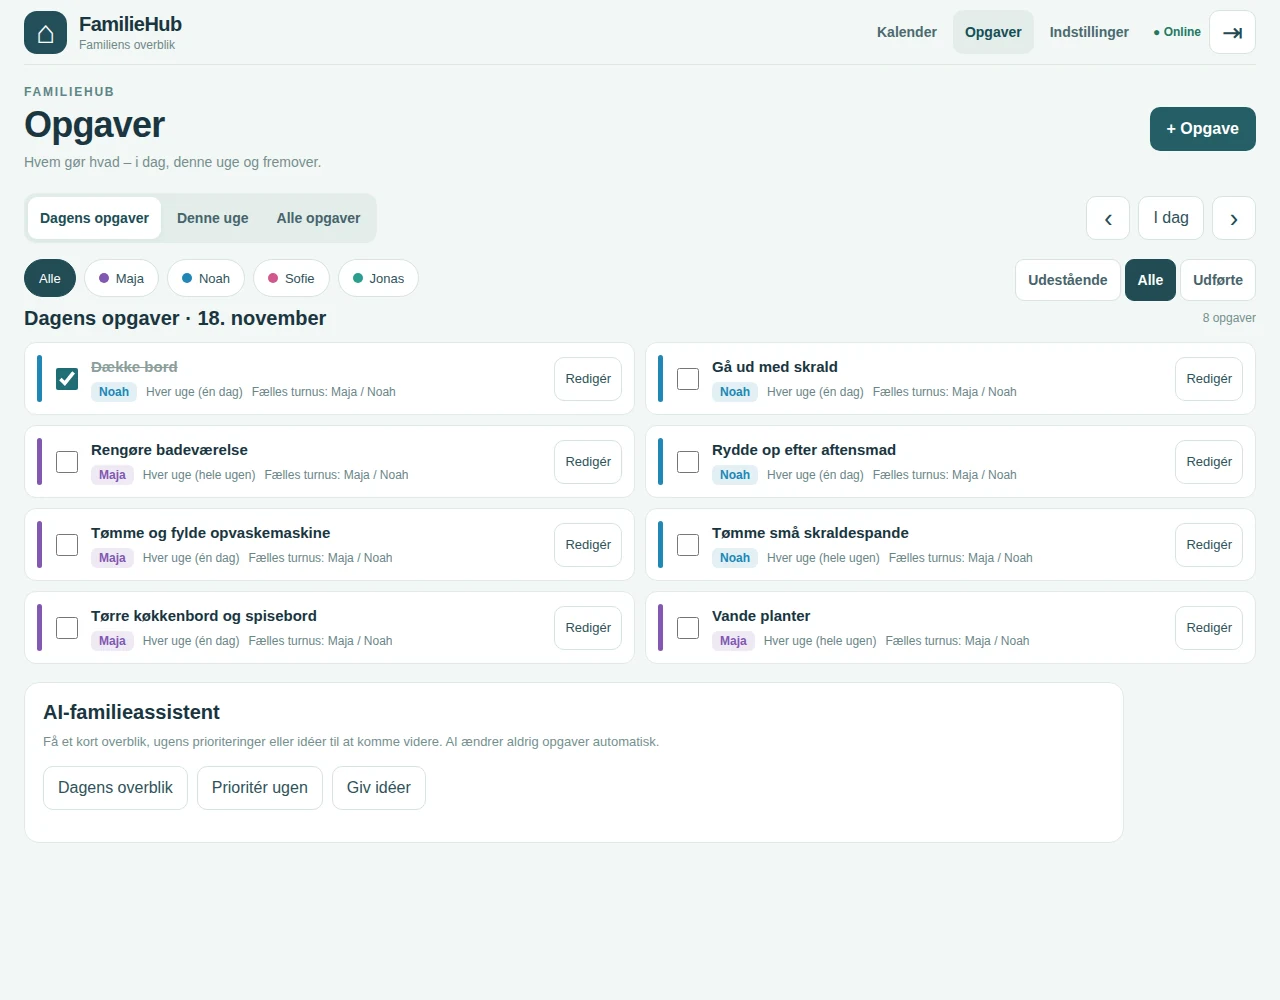 FamilieHub
Familiens overblik
Kalender
Opgaver
Indstillinger
● Online
FAMILIEHUB
Opgaver
Hvem gør hvad – i dag, denne uge og fremover.
+ Opgave
Dagens opgaver
Denne uge
Alle opgaver
‹
I dag
›
Alle
Maja
Noah
Sofie
Jonas
Udestående
Alle
Udførte
Dagens opgaver · 18. november
8 opgaver
Dække bord
Noah Hver uge (én dag) Fælles turnus: Maja / Noah
Redigér
Gå ud med skrald
Noah Hver uge (én dag) Fælles turnus: Maja / Noah
Redigér
Rengøre badeværelse
Maja Hver uge (hele ugen) Fælles turnus: Maja / Noah
Redigér
Rydde op efter aftensmad
Noah Hver uge (én dag) Fælles turnus: Maja / Noah
Redigér
Tømme og fylde opvaskemaskine
Maja Hver uge (én dag) Fælles turnus: Maja / Noah
Redigér
Tømme små skraldespande
Noah Hver uge (hele ugen) Fælles turnus: Maja / Noah
Redigér
Tørre køkkenbord og spisebord
Maja Hver uge (én dag) Fælles turnus: Maja / Noah
Redigér
Vande planter
Maja Hver uge (hele ugen) Fælles turnus: Maja / Noah
Redigér
AI-familieassistent
Få et kort overblik, ugens prioriteringer eller idéer til at komme videre. AI ændrer aldrig opgaver automatisk.
Dagens overblik
Prioritér ugen
Giv idéer